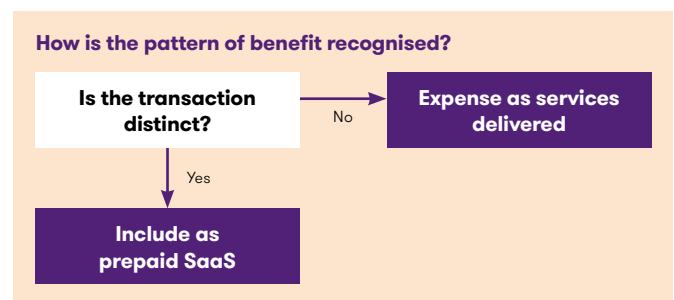 How is the pattern of benefit recognised?
Is the transaction
distinct?
No
Expense as services
delivered
Yes
Include as
prepaid SaaS